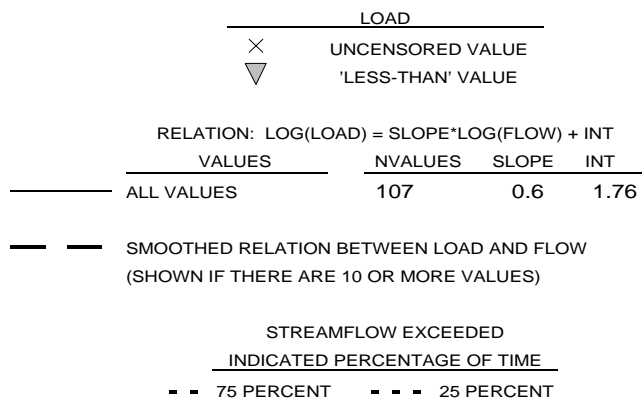 LOAD
UNCENSORED VALUE
'LESS-THAN' VALUE
RELATION: LOG(LOAD) = SLOPE*LOG(FLOW) + INT
VALUES NVALUES SLOPE INT
ALL VALUES 107 0.6 1.76
SMOOTHED RELATION BETWEEN LOAD AND FLOW
(SHOWN IF THERE ARE 10 OR MORE VALUES)
STREAMFLOW EXCEEDED
INDICATED PERCENTAGE OF TIME
75 PERCENT 25 PERCENT